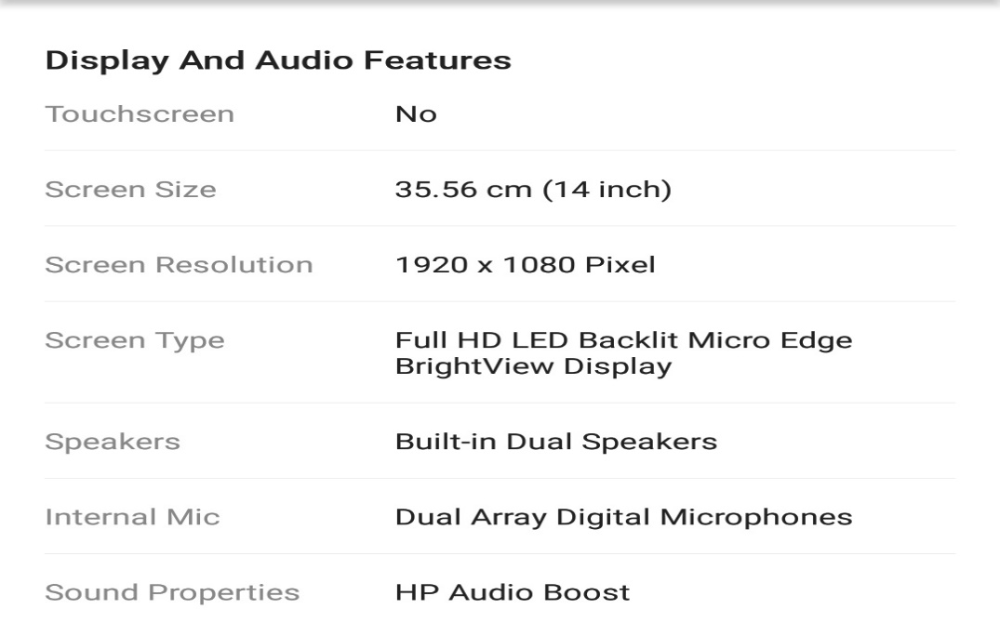 Display And Audio Features
Touchscreen No
Screen Size 35.56 cm (14 inch)
Screen Resolution 1920 x 1080 Pixel
Screen Type Full HD LED Backlit Micro Edge
BrightView Display
Speakers Built-in Dual Speakers
Internal Mic Dual Array Digital Microphones
Sound Properties HP Audio Boost